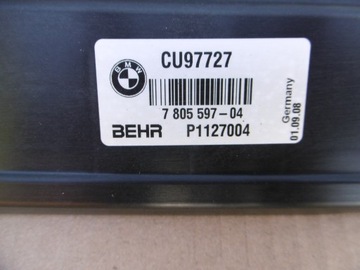 BMW
CU97727
7 805 597-04
BEHR P1127004
Germany
01.09.08